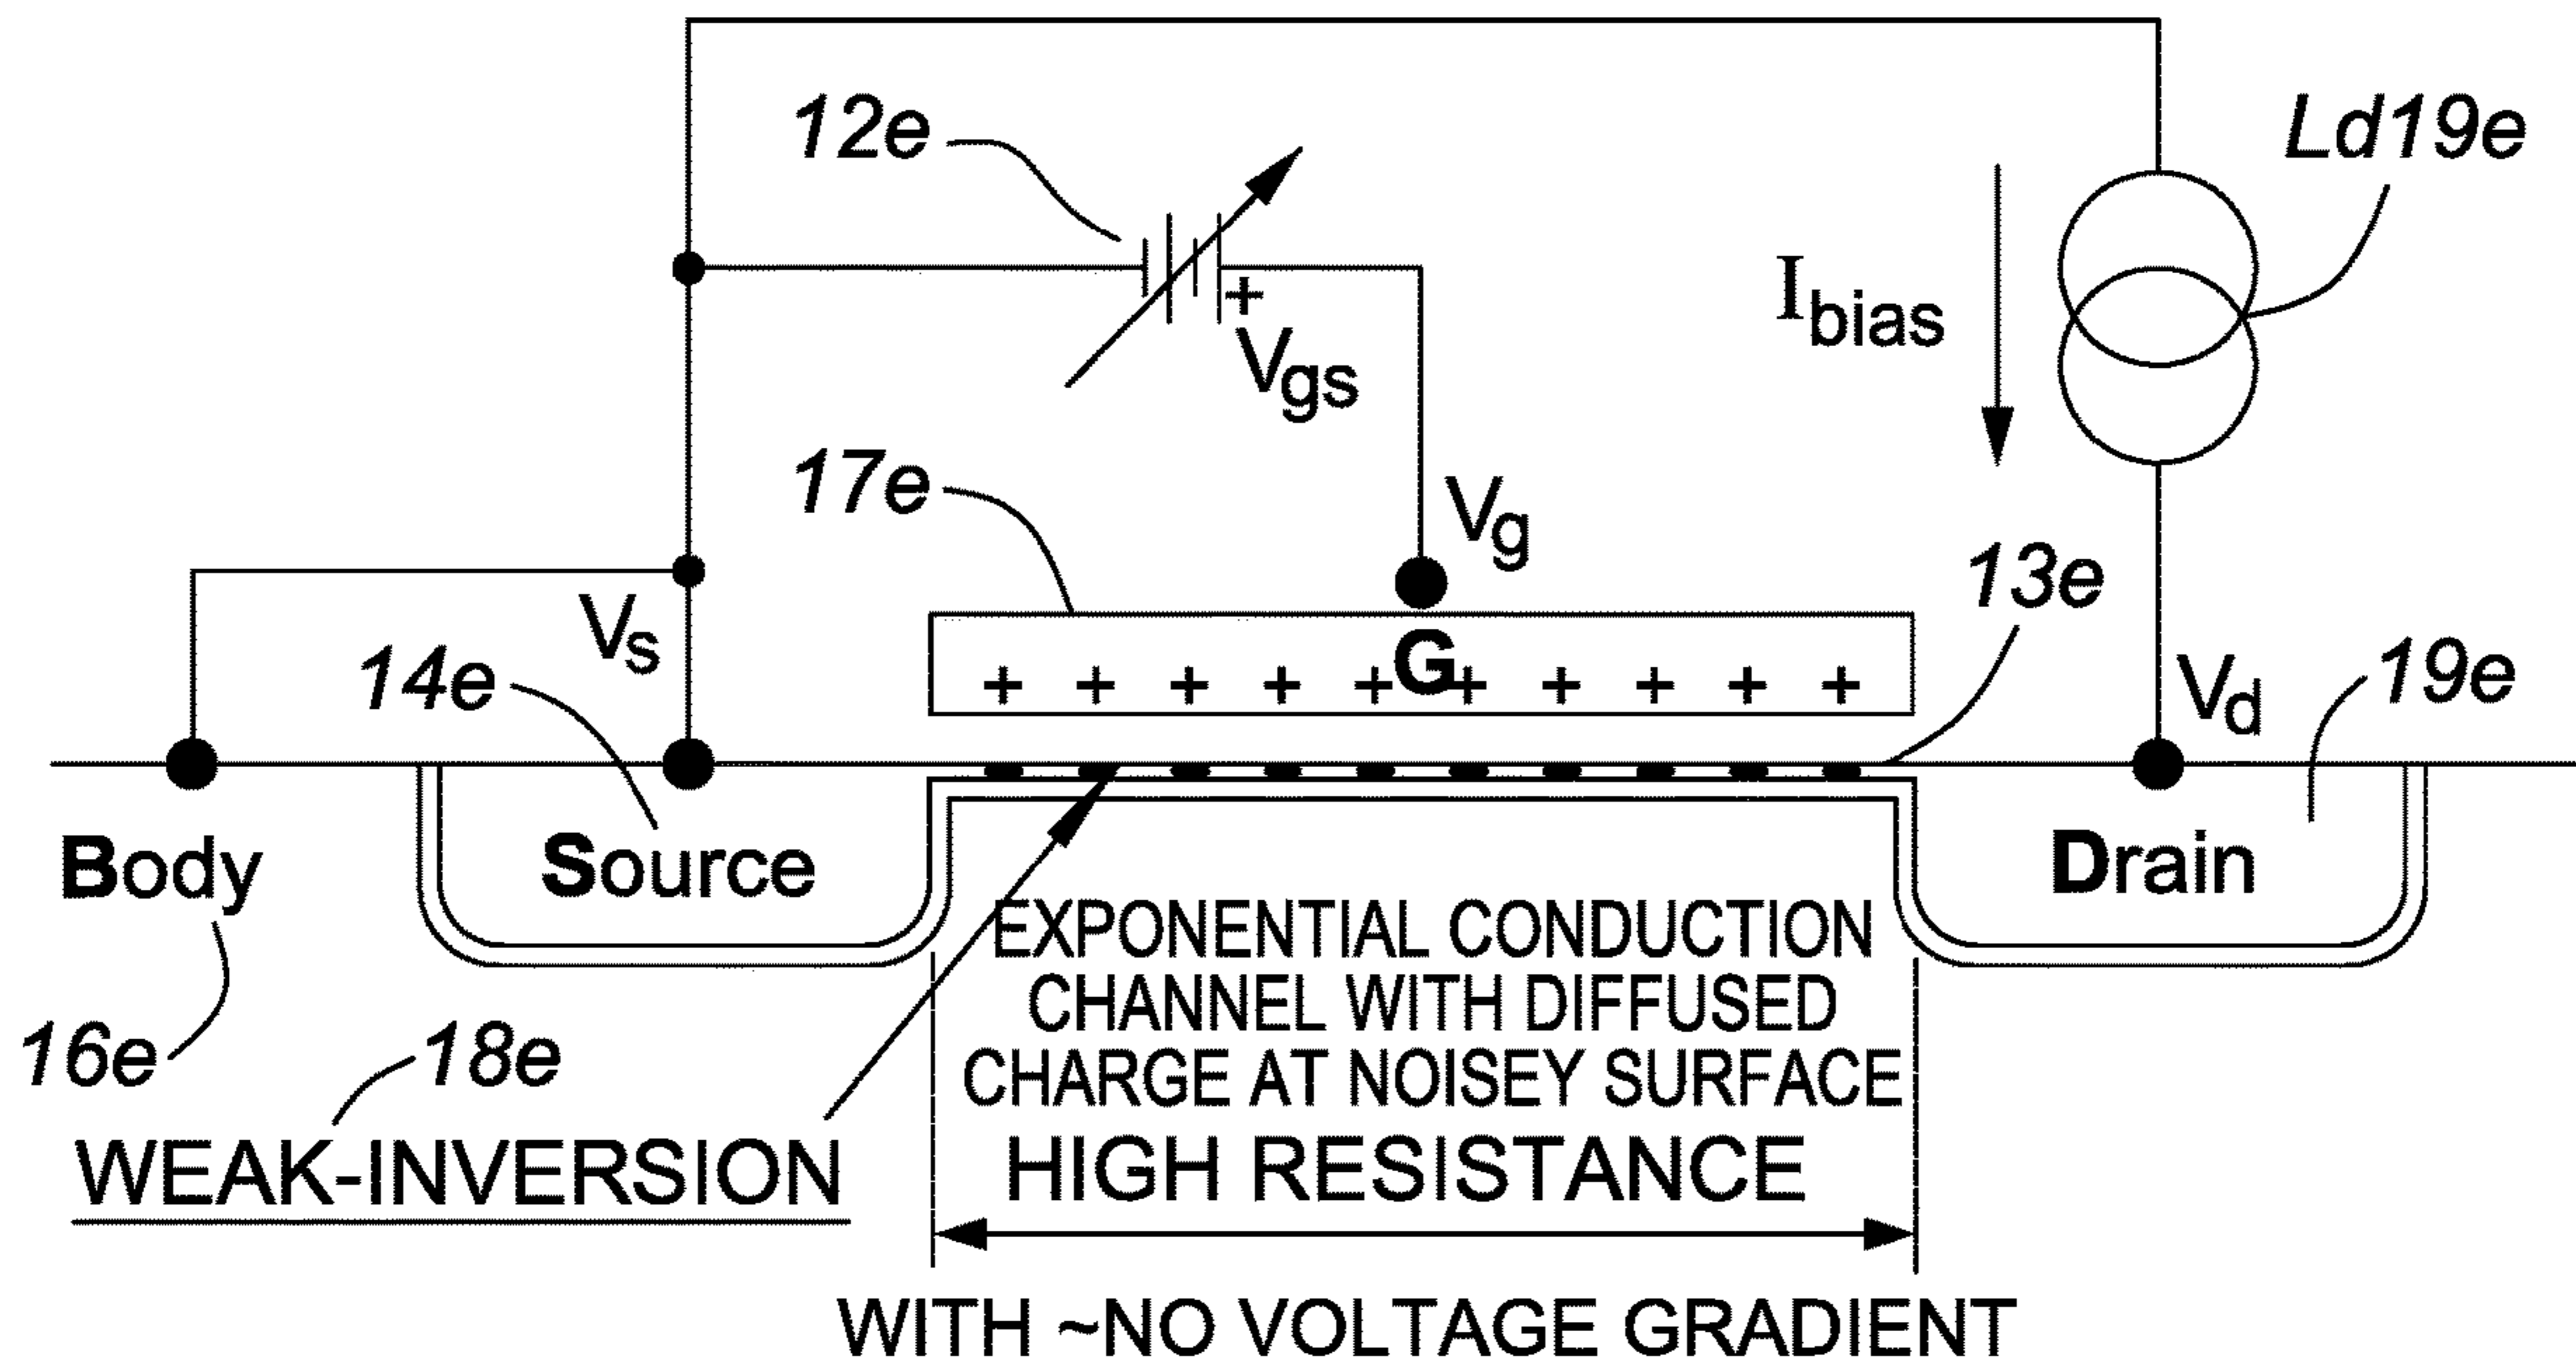 12e
Ld19e
Ibias
+
Vgs
17e
Vg
13e
Vs
G
14e
+ + + + + + + + + +
Vd
19e
Body
Source
Drain
16e
18e
WEAK-INVERSION
EXPONENTIAL CONDUCTION
CHANNEL WITH DIFFUSED
CHARGE AT NOISEY SURFACE
HIGH RESISTANCE
WITH ~NO VOLTAGE GRADIENT